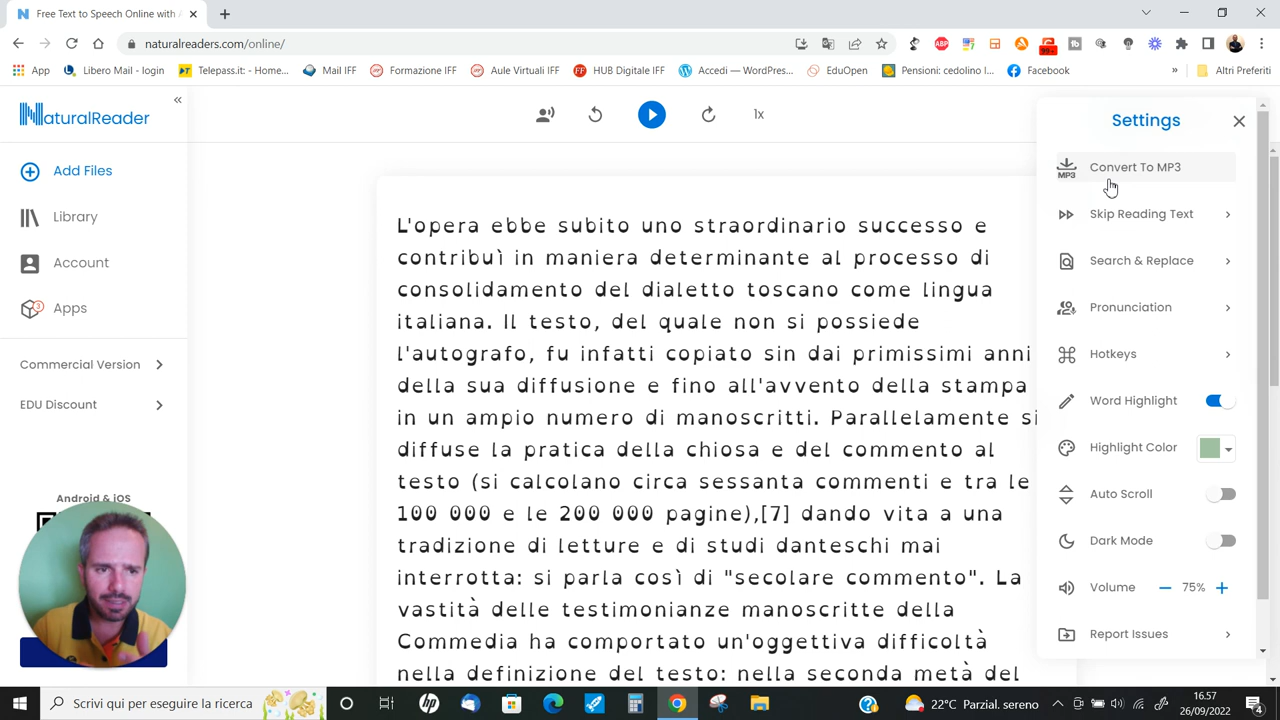 Free Text to Speech Online with A
naturalreaders.com/online/
App
Libero Mail - login
Telepass.it: - Home...
Mail IFF
Formazione IFF
Aule Virtuali IFF
HUB Digitale IFF
Accedi — WordPres...
EduOpen
Pensioni: cedolino I...
Facebook
»
Altri Preferiti
NaturalReader
«
1x
Settings
Add Files
Library
Account
3
Apps
Commercial Version
EDU Discount
Android & iOS
L'opera ebbe subito uno straordinario successo e
contribuì in maniera determinante al processo di
consolidamento del dialetto toscano come lingua
italiana. Il testo, del quale non si possiede
l'autografo, fu infatti copiato sin dai primissimi anni
della sua diffusione e fino all'avvento della stampa
in un ampio numero di manoscritti. Parallelamente si
diffuse la pratica della chiosa e del commento al
testo (si calcolano circa sessanta commenti e tra le
100 000 e le 200 000 pagine),[7] dando vita a una
tradizione di letture e di studi danteschi mai
interrotta: si parla così di "secolare commento". La
vastità delle testimonianze manoscritte della
Commedia ha comportato un'oggettiva difficoltà
nella definizione del testo: nella seconda metà del
MP3
Convert To MP3
Skip Reading Text
Search & Replace
Pronunciation
Hotkeys
Word Highlight
Highlight Color
Auto Scroll
Dark Mode
Volume
75%
Report Issues
Scrivi qui per eseguire la ricerca
22°C Parzial. sereno
16.57
26/09/2022
4